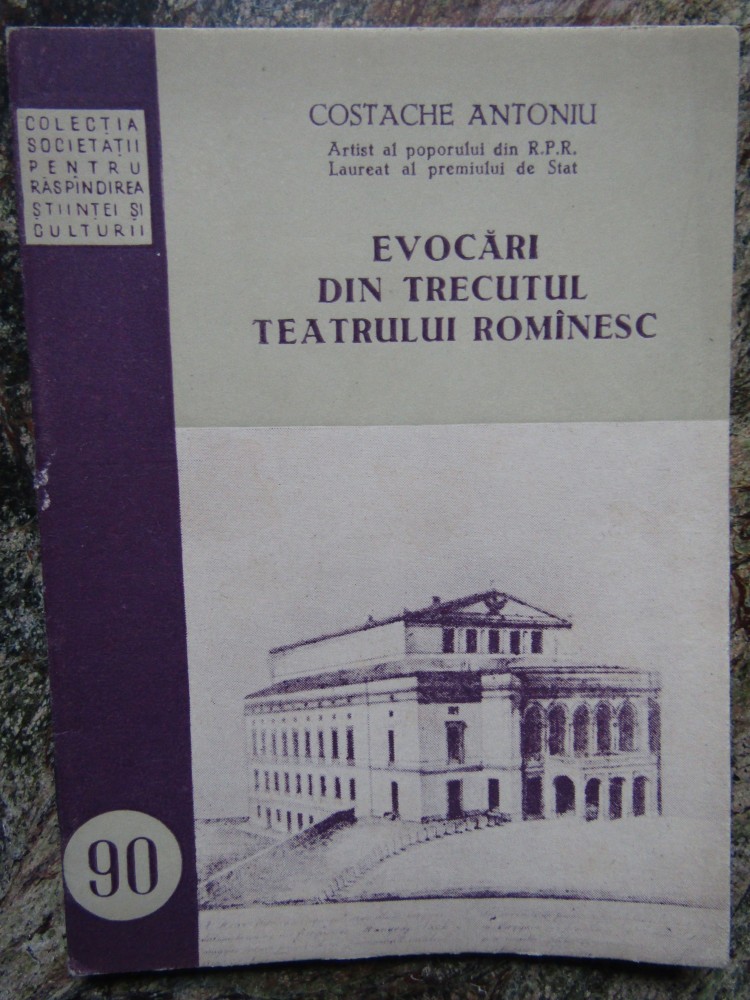 COLECȚIA
SOCIETĂȚII
PENTRU
RĂSPÎNDIREA
ȘTIINȚEI ȘI
CULTURII
COSTACHE ANTONIU
Artist al poporului din R.P.R.
Laureat al premiului de Stat
EVOCĂRI
DIN TRECUTUL
TEATRULUI ROMÎNESC
90